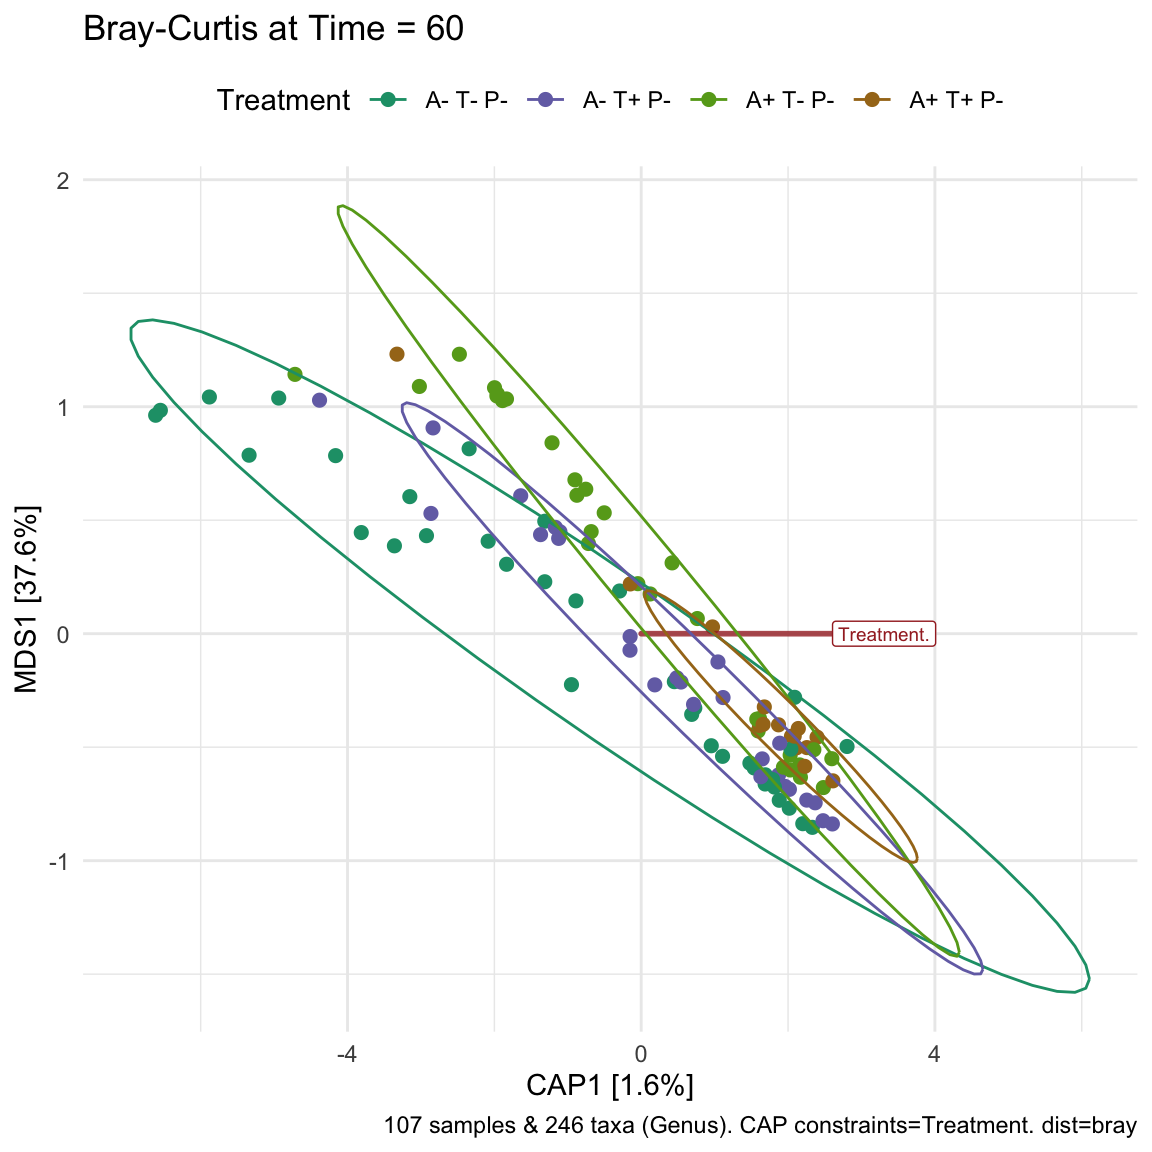 Bray-Curtis at Time = 60
Treatment A- T- P- A- T+ P- A+ T- P- A+ T+ P-
2
1
0
-1
MDS1 [37.6%]
Treatment.
-4 0 4
CAP1 [1.6%]
107 samples & 246 taxa (Genus). CAP constraints=Treatment. dist=bray